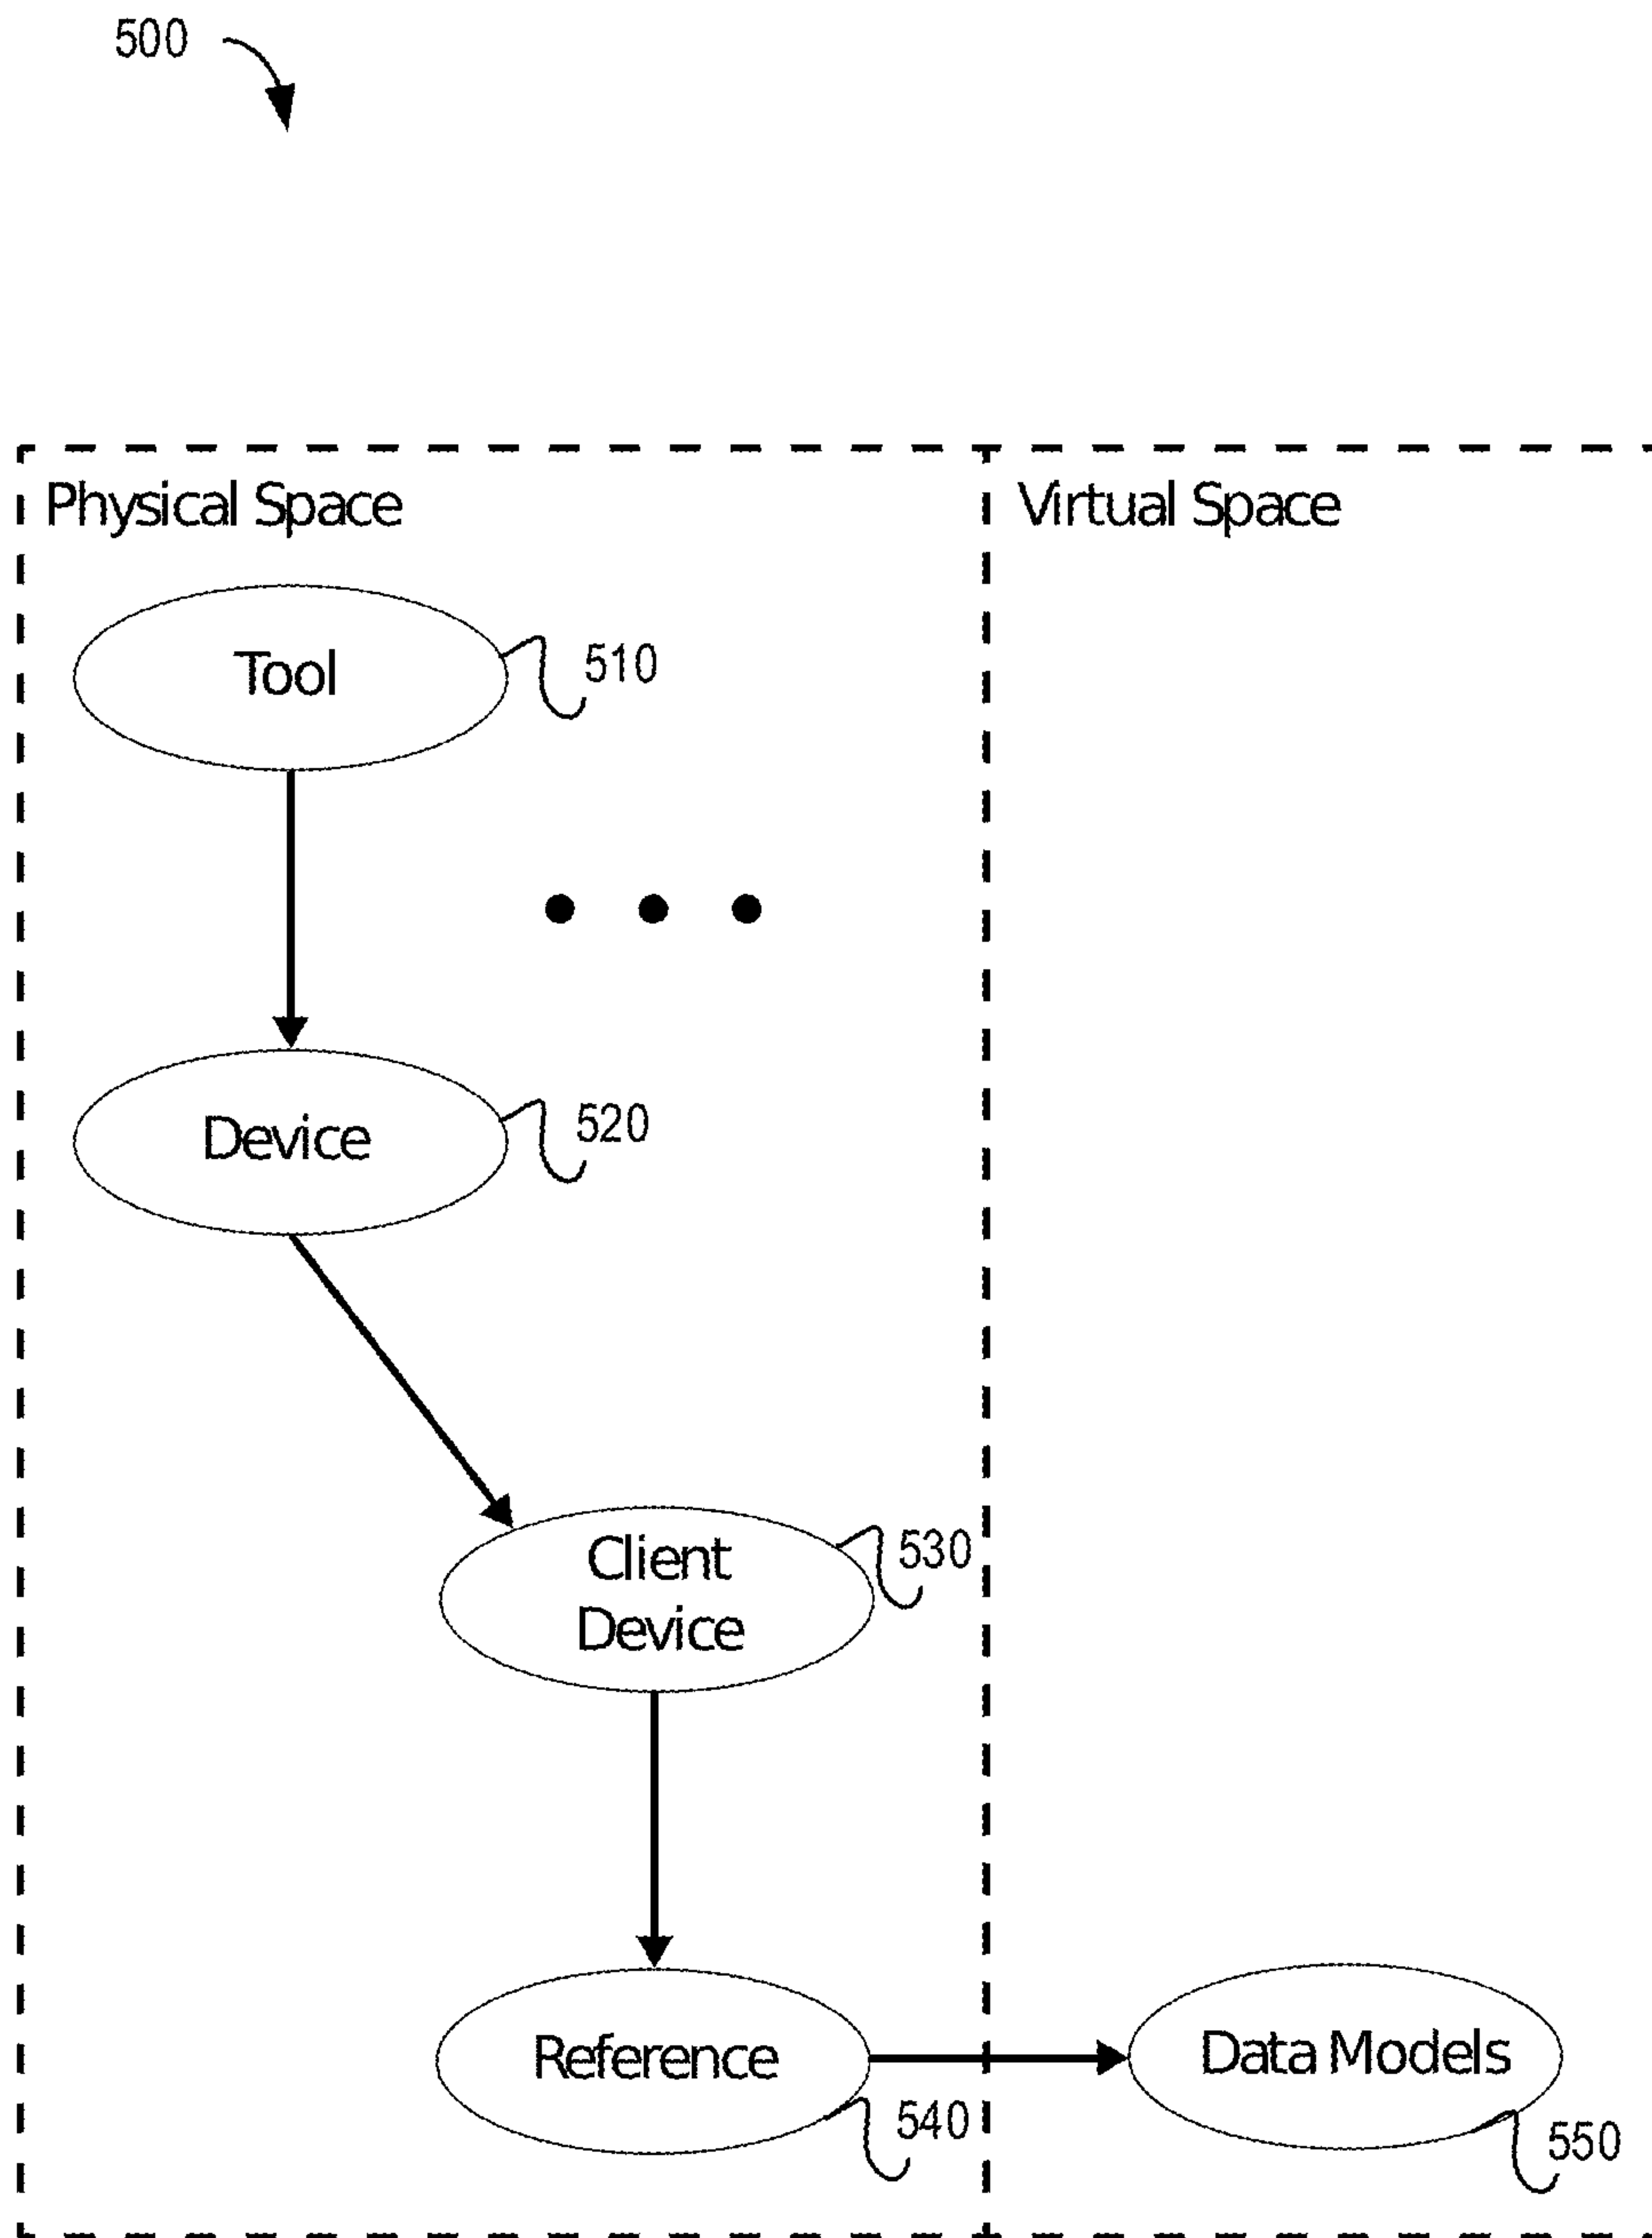 500
Physical Space
Virtual Space
Tool
510
Device
520
Client
Device
530
Reference
540
Data Models
550